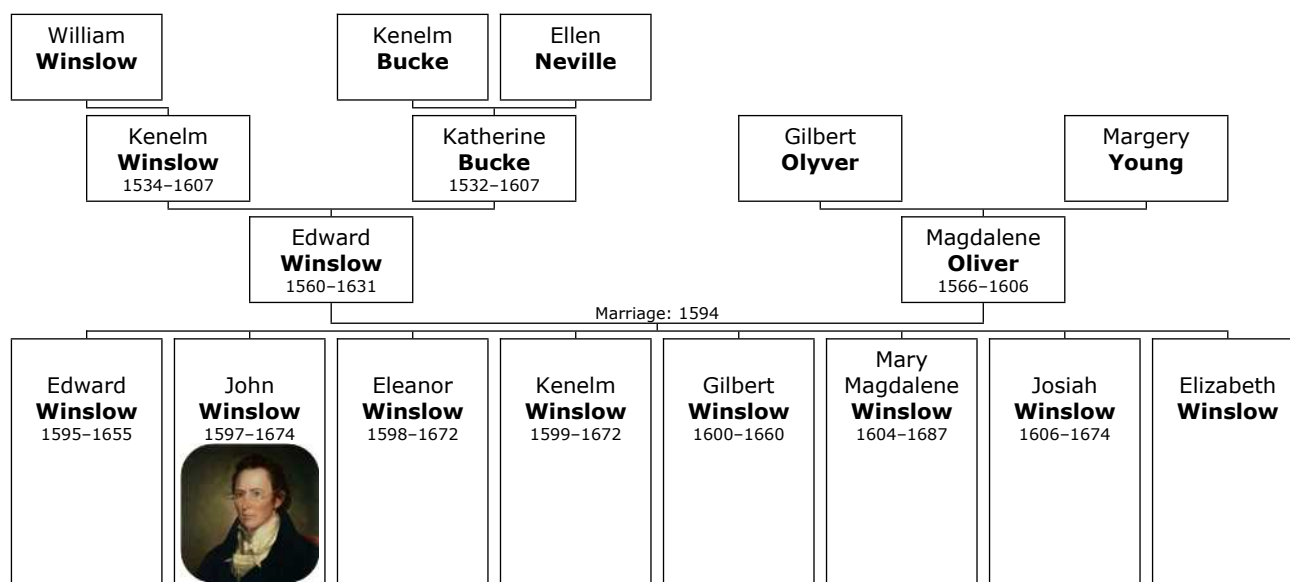 William
Winslow
Kenelm
Bucke
Ellen
Neville
Kenelm
Winslow
1534–1607
Katherine
Bucke
1532–1607
Gilbert
Olyver
Margery
Young
Edward
Winslow
1560–1631
Magdalene
Oliver
1566–1606
Marriage: 1594
Edward
Winslow
1595–1655
John
Winslow
1597–1674
Eleanor
Winslow
1598–1672
Kenelm
Winslow
1599–1672
Gilbert
Winslow
1600–1660
Mary
Magdalene
Winslow
1604–1687
Josiah
Winslow
1606–1674
Elizabeth
Winslow